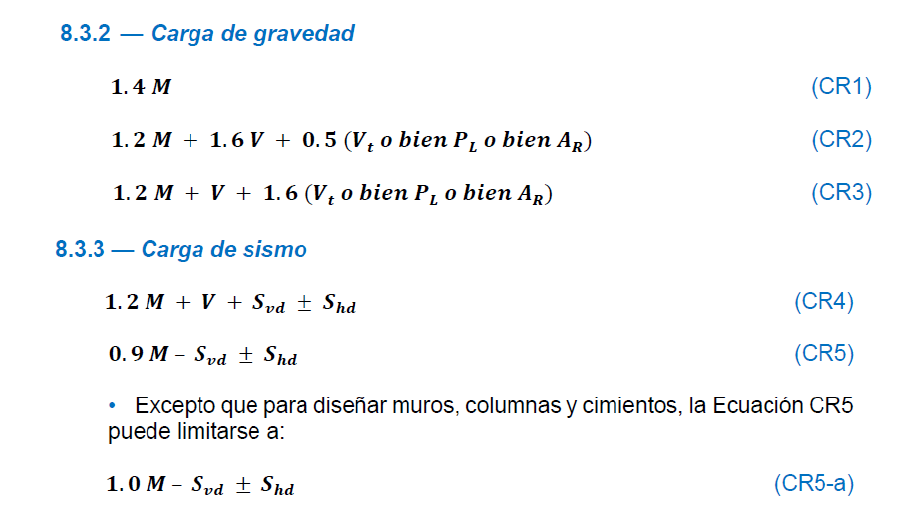 8.3.2 — Carga de gravedad
1.4 M (CR1)
1.2 M + 1.6 V + 0.5 (Vt o bien PL o bien AR) (CR2)
1.2 M + V + 1.6 (Vt o bien PL o bien AR) (CR3)
8.3.3 — Carga de sismo
1.2 M + V + Svd ± Shd (CR4)
0.9 M – Svd ± Shd (CR5)
• Excepto que para diseñar muros, columnas y cimientos, la Ecuación CR5
puede limitarse a:
1.0 M – Svd ± Shd (CR5-a)